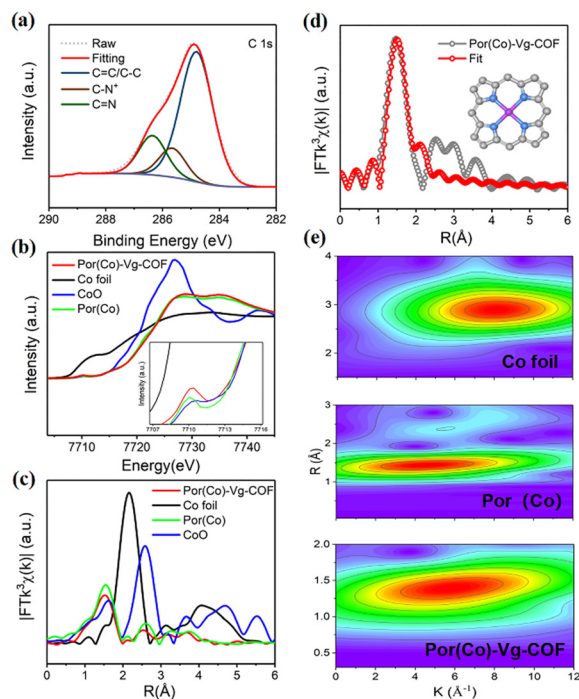 (a)
Raw
Fitting
C=C/C-C
C-N⁺
C=N
C 1s
Intensity (a.u.)
290 288 286 284 282
Binding Energy (eV)
(b)
Por(Co)-Vg-COF
Co foil
CoO
Por(Co)
Intensity (a.u.)
Intensity (a.u.)
7707 7710 7713 7716
7710 7720 7730 7740
Energy(eV)
(c)
Por(Co)-Vg-COF
Co foil
Por(Co)
CoO
|FTk³χ(k)| (a.u.)
0 1 2 3 4 5 6
R(Å)
(d)
Por(Co)-Vg-COF
Fit
|FTk³χ(k)| (a.u.)
0 1 2 3 4 5 6
R(Å)
(e)
4
3
2
Co foil
3
2
1
R (Å)
Por（Co）
2.0
1.5
1.0
0.5
Por(Co)-Vg-COF
0 2 4 6 8 10 12
K (Å⁻¹)